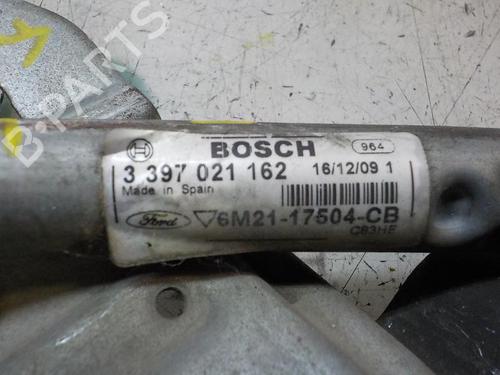 B-PARTS
BOSCH 964
3 397 021 162 16/12/09 1
Made in Spain
Ford 6M21-17504-CB
CB3HE